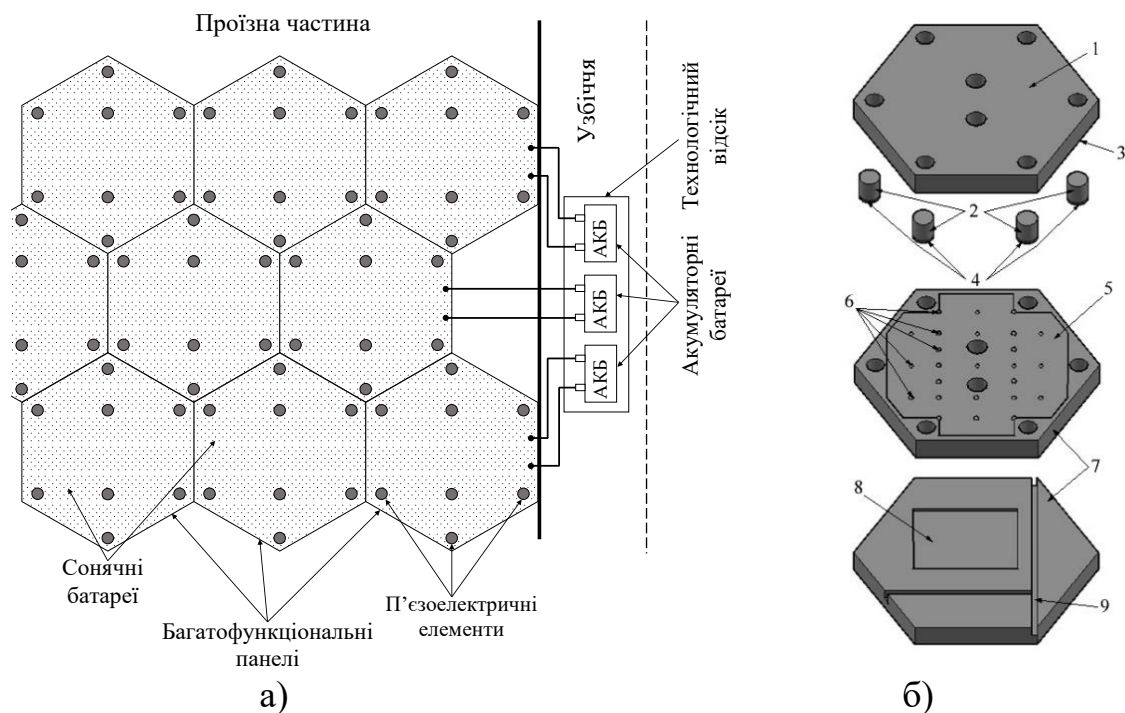 Проїзна частина
Узбіччя
Технологічний
відсік
АКБ
АКБ
АКБ
Акумуляторні
батареї
Сонячні
батареї
Багатофункціональні
панелі
П’єзоелектричні
елементи
а)
1
3
2
4
6
5
7
8
9
б)